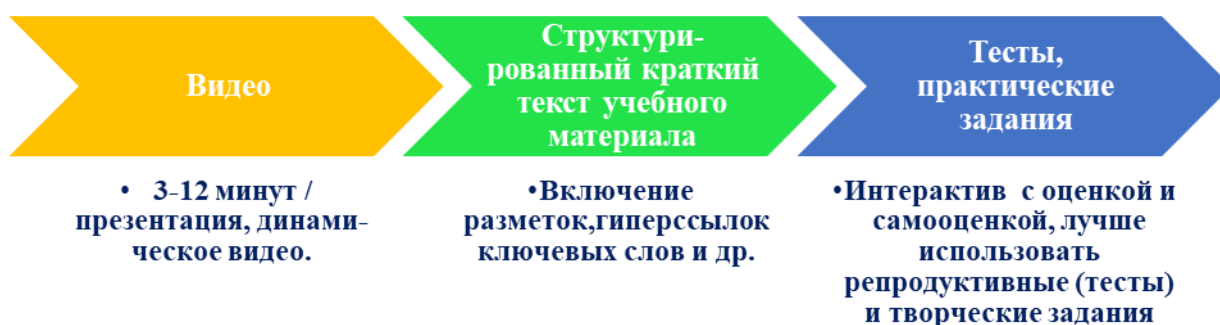 Видео
Структури-
рованный краткий
текст учебного
материала
Тесты,
практические
задания
• 3-12 минут /
презентация, динами-
ческое видео.
•Включение
разметок,гиперссылок
ключевых слов и др.
•Интерактив с оценкой и
самооценкой, лучше
использовать
репродуктивные (тесты)
и творческие задания